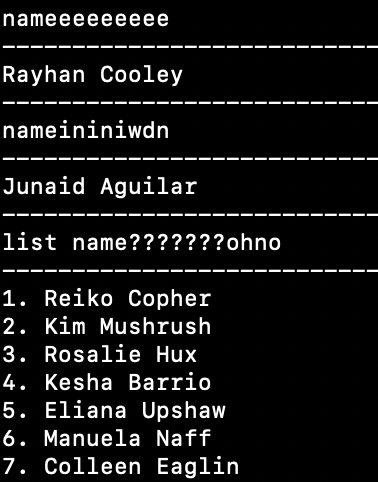 nameeeeeeeee
---------------------------
Rayhan Cooley
---------------------------
nameininiwdn
---------------------------
Junaid Aguilar
---------------------------
list name???????ohno
---------------------------
1. Reiko Copher
2. Kim Mushrush
3. Rosalie Hux
4. Kesha Barrio
5. Eliana Upshaw
6. Manuela Naff
7. Colleen Eaglin